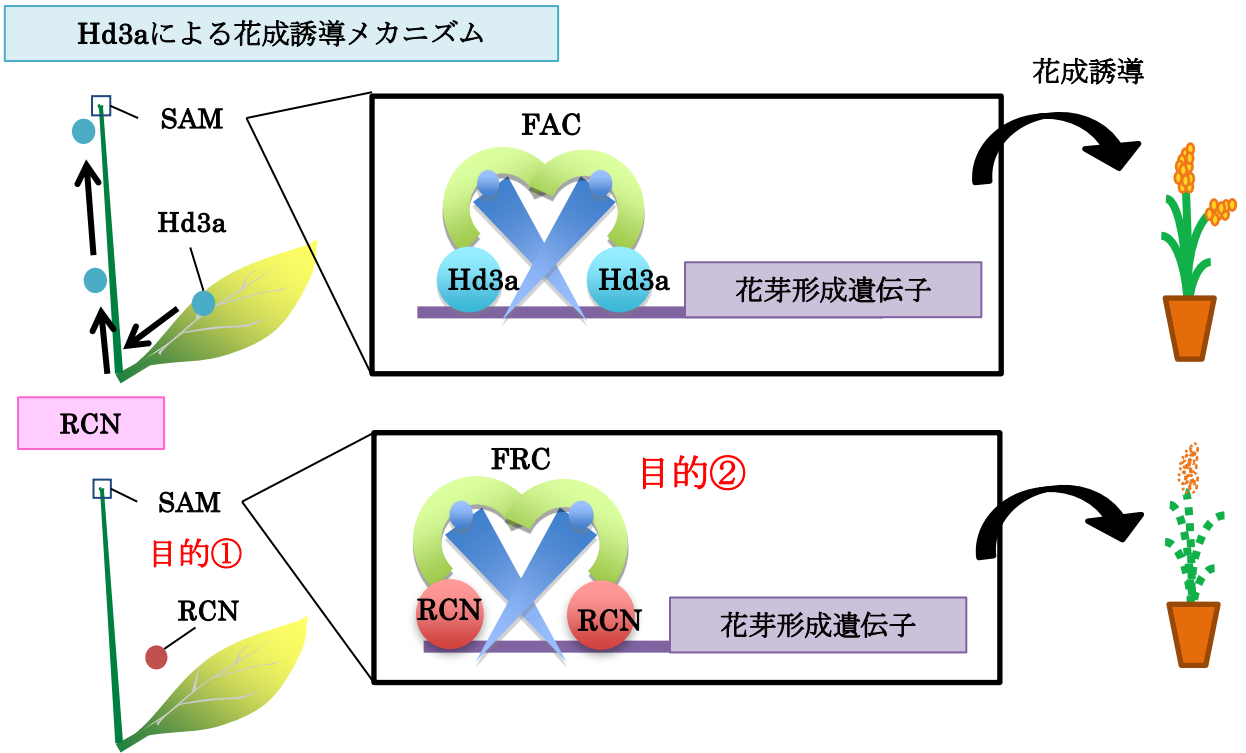 Hd3aによる花成誘導メカニズム
花成誘導
SAM
FAC
Hd3a
Hd3a
Hd3a
花芽形成遺伝子
RCN
FRC
目的②
SAM
目的①
RCN
RCN
RCN
花芽形成遺伝子